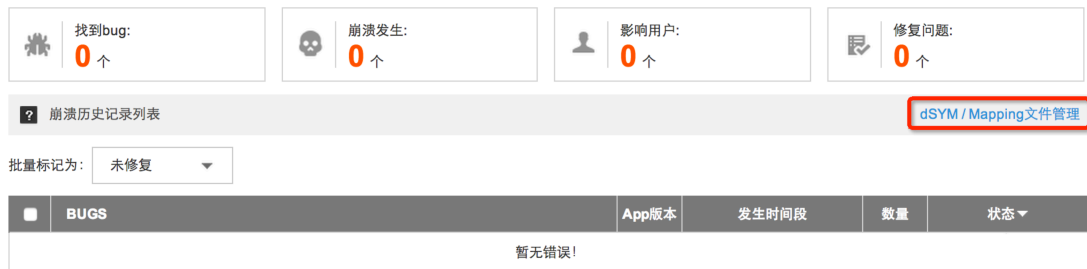 找到bug:
0 个
崩溃发生:
0 个
影响用户:
0 个
修复问题:
0 个
? 崩溃历史记录列表 dSYM / Mapping文件管理
批量标记为: 未修复
BUGS App版本 发生时间段 数量 状态
暂无错误!